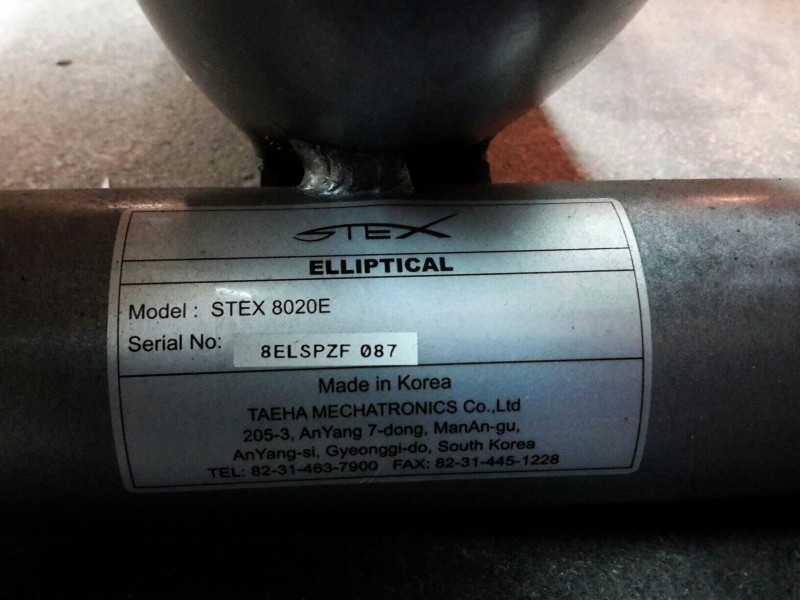 STEX
ELLIPTICAL
Model : STEX 8020E
Serial No: 8ELSPZF 087
Made in Korea
TAEHA MECHATRONICS Co.,Ltd
205-3, AnYang 7-dong, ManAn-gu,
AnYang-si, Gyeonggi-do, South Korea
TEL: 82-31-463-7900 FAX: 82-31-445-1228